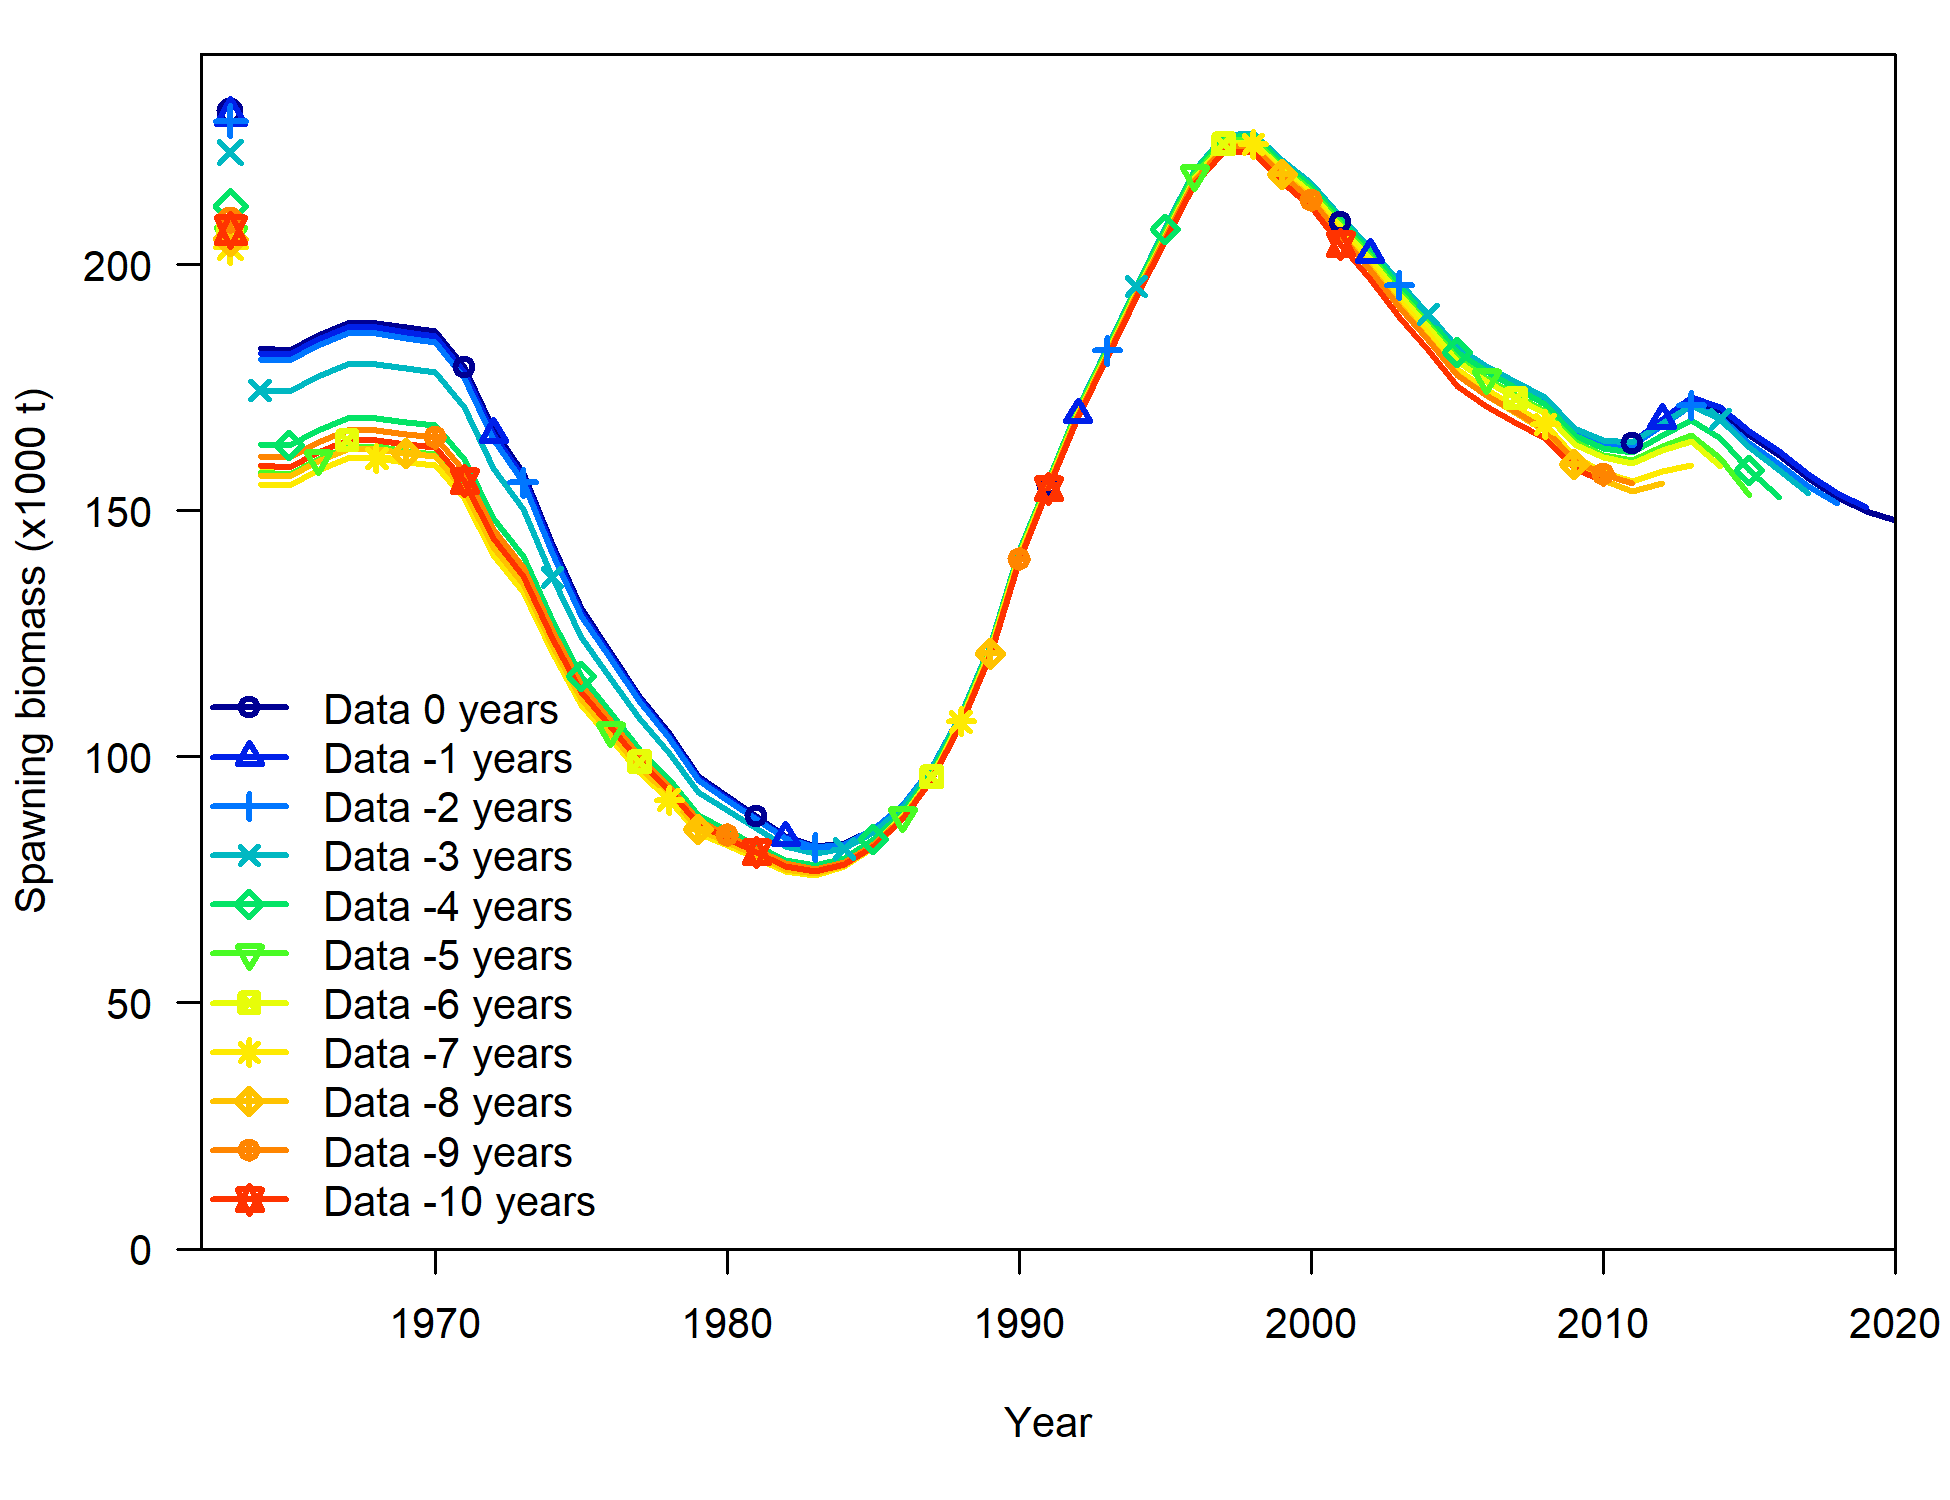 Spawning biomass (x1000 t)
200
150
100
50
0
Data 0 years
Data -1 years
Data -2 years
Data -3 years
Data -4 years
Data -5 years
Data -6 years
Data -7 years
Data -8 years
Data -9 years
Data -10 years
1970 1980 1990 2000 2010 2020
Year